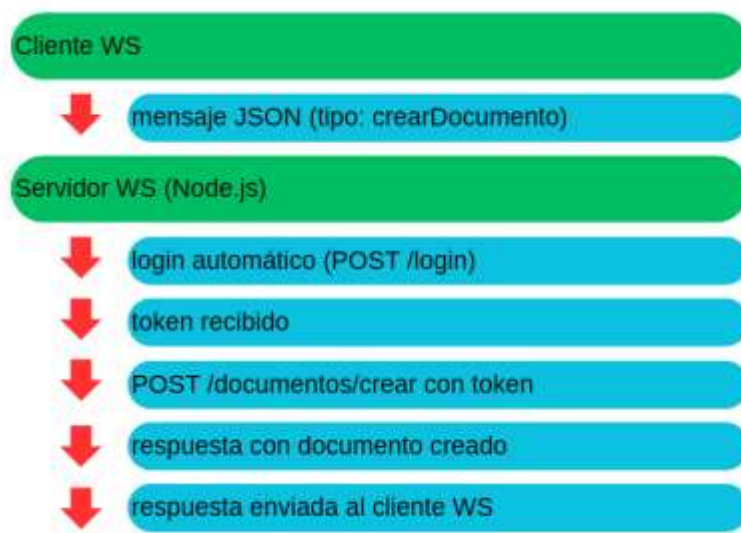 Cliente WS
mensaje JSON (tipo: crearDocumento)
Servidor WS (Node.js)
login automático (POST /login)
token recibido
POST /documentos/crear con token
respuesta con documento creado
respuesta enviada al cliente WS